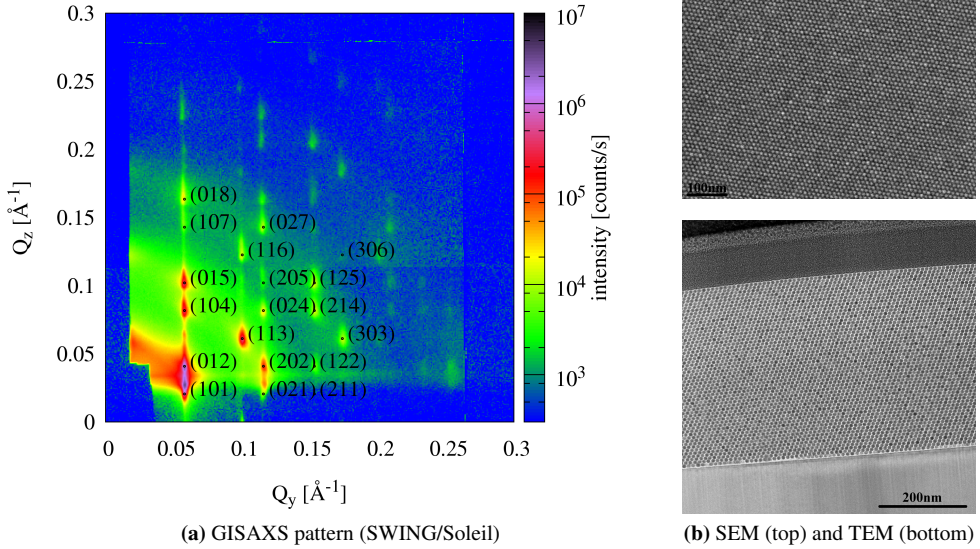 0.3
0.25
0.2
0.15
0.1
0.05
0
Q_z [Å⁻¹]
(018)
(107) (027)
(116) (306)
(015) (205) (125)
(104) (024) (214)
(113) (303)
(012) (202) (122)
(101) (021) (211)
0 0.05 0.1 0.15 0.2 0.25 0.3
Q_y [Å⁻¹]
10⁷
10⁶
10⁵
10⁴
10³
intensity [counts/s]
(a) GISAXS pattern (SWING/Soleil)
100nm
200nm
(b) SEM (top) and TEM (bottom)